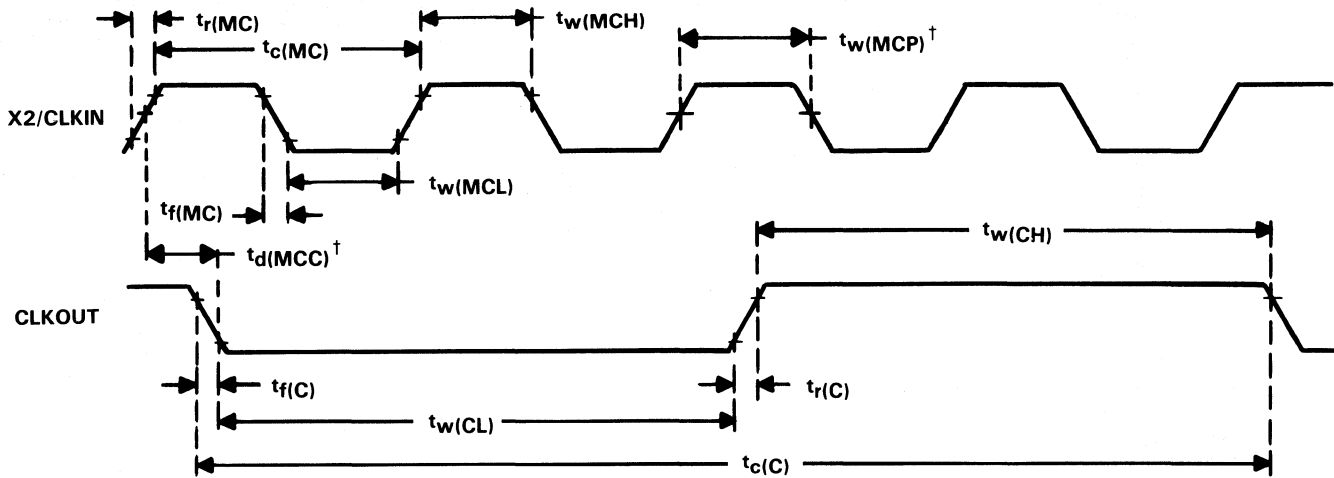 tr(MC)
tw(MCH)
tc(MC)
tw(MCP)†
X2/CLKIN
tw(MCL)
tf(MC)
tw(CH)
td(MCC)†
CLKOUT
tf(C)
tr(C)
tw(CL)
tc(C)